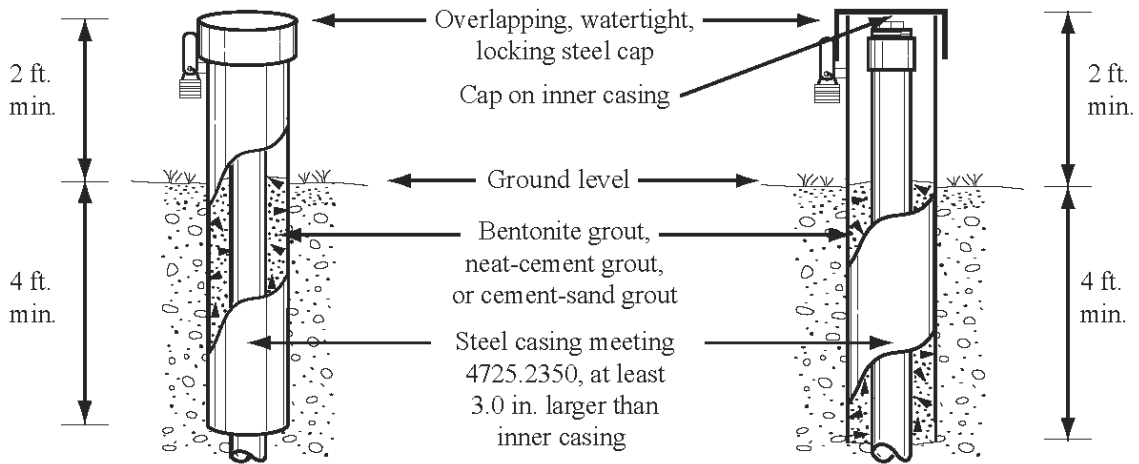 Overlapping, watertight,
locking steel cap
Cap on inner casing
2 ft.
min.
2 ft.
min.
Ground level
Bentonite grout,
neat-cement grout,
or cement-sand grout
4 ft.
min.
4 ft.
min.
Steel casing meeting
4725.2350, at least
3.0 in. larger than
inner casing